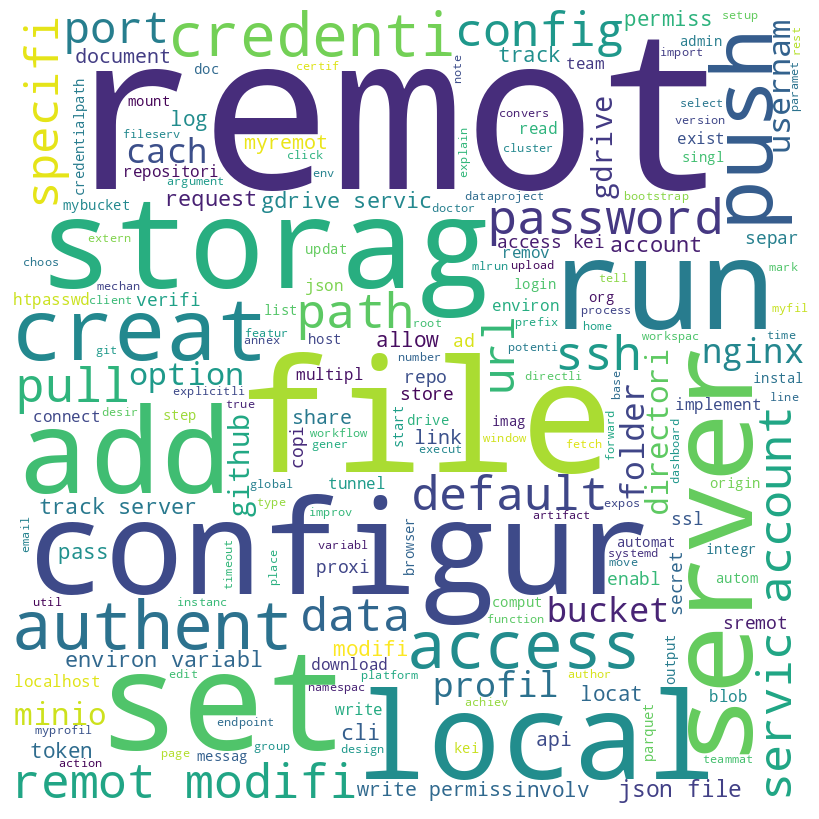 remot
file
storag
configur
set
local
server
run
add
creat
push
credenti
config
port
specifi
password
access
authent
data
default
path
pull
option
ssh
nginx
url
servic account
bucket
profil
remot modifi
minio
token
cach
folder
directori
github
gdrive
usernam
document
doc
certif
track
team
permiss
setup
admin
import
rest
paramet
note
mount
credentialpath
fileserv
log
myremot
click
convers
read
cluster
select
version
exist
singl
repositori
argument
env
explain
mybucket
request
gdrive servic
doctor
dataproject
bootstrap
account
access kei
separ
extern
choos
mechan
updat
remov
mlrun
upload
login
tell
mark
json
htpasswd
client
verifi
list
root
environ
prefix
org
process
home
myfil
featur
git
annex
host
allow
ad
number
potenti
workspac
time
line
explicitli
true
multipl
repo
store
directli
instal
desir
connect
step
share
copi
drive
start
link
imag
forward
base
implement
workflow
gener
execut
window
fetch
dashboard
expos
origin
track server
global
type
tunnel
improv
artifact
ssl
email
pass
timeout
place
variabl
proxi
browser
automat
systemd
move
integr
enabl
secret
autom
util
instanc
comput
function
sremot
environ variabl
modifi
download
localhost
edit
platform
namespac
author
achiev
locat
output
blob
write
myprofil
endpoint
cli
api
parquet
messag
group
design
page
action
kei
teammat
write permiss
involv
json file